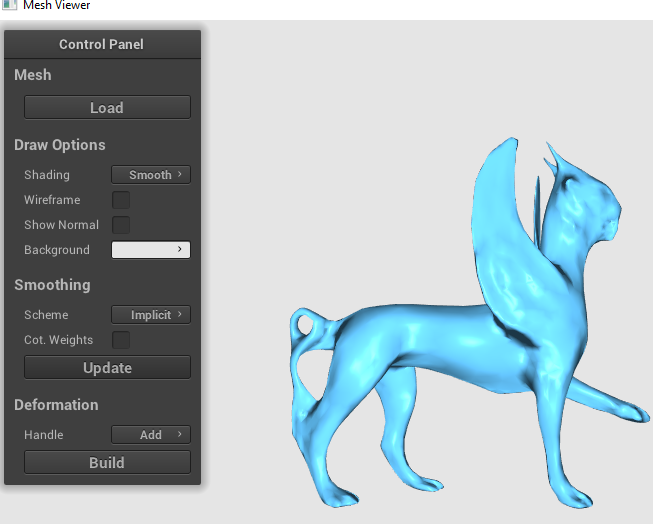 Mesh Viewer
Control Panel
Mesh
Load
Draw Options
Shading Smooth ›
Wireframe
Show Normal
Background ›
Smoothing
Scheme Implicit ›
Cot. Weights
Update
Deformation
Handle Add ›
Build